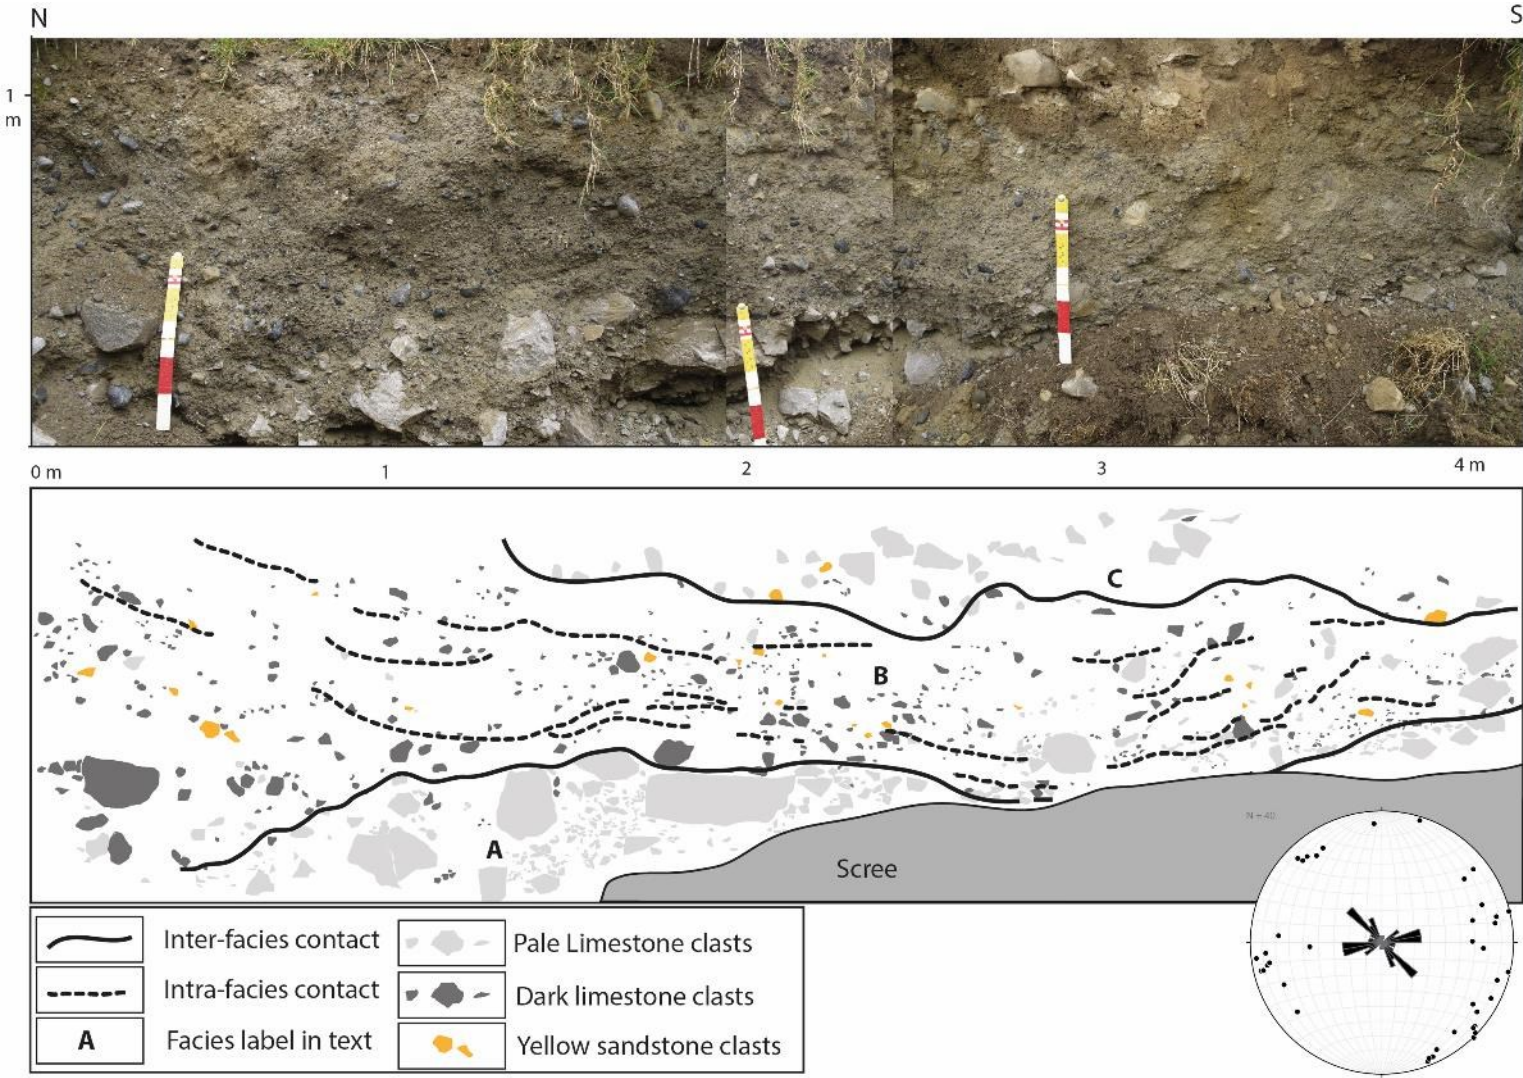 N S
1
m
0 m 1 2 3 4 m
C
B
A
Scree
N = 40
Inter-facies contact
Pale Limestone clasts
Intra-facies contact
Dark limestone clasts
A
Facies label in text
Yellow sandstone clasts